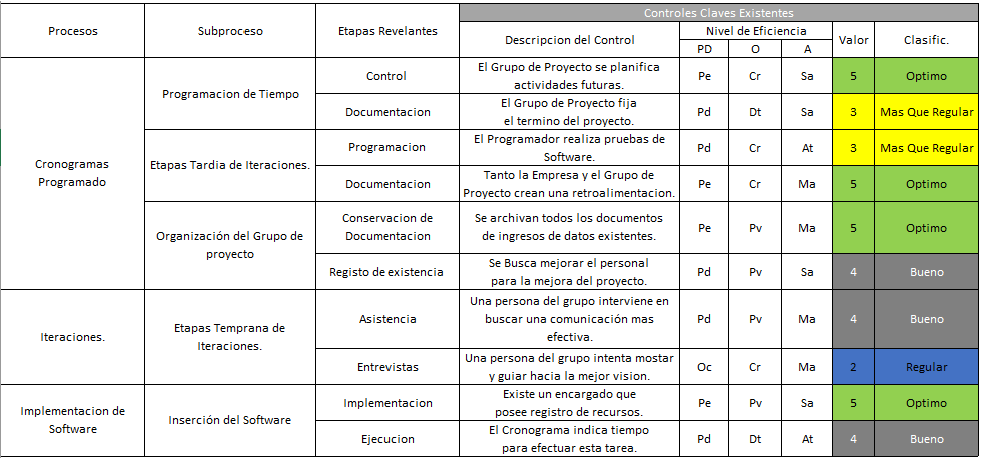 Procesos
Subproceso
Etapas Revelantes
Controles Claves Existentes
Descripcion del Control
Nivel de Eficiencia
PD
O
A
Valor
Clasific.
Cronogramas
Programado
Programacion de Tiempo
Control
El Grupo de Proyecto se planifica
actividades futuras.
Pe
Cr
Sa
5
Optimo
Documentacion
El Grupo de Proyecto fija
el termino del proyecto.
Pd
Dt
Sa
3
Mas Que Regular
Etapas Tardia de Iteraciones.
Programacion
El Programador realiza pruebas de
Software.
Pd
Cr
At
3
Mas Que Regular
Documentacion
Tanto la Empresa y el Grupo de
Proyecto crean una retroalimentacion.
Pe
Cr
Ma
5
Optimo
Organización del Grupo de
proyecto
Conservacion de
Documentacion
Se archivan todos los documentos
de ingresos de datos existentes.
Pe
Pv
Ma
5
Optimo
Registo de existencia
Se Busca mejorar el personal
para la mejora del proyecto.
Pd
Pv
Sa
4
Bueno
Iteraciones.
Etapas Temprana de
Iteraciones.
Asistencia
Una persona del grupo interviene en
buscar una comunicación mas
efectiva.
Pd
Pv
Ma
4
Bueno
Entrevistas
Una persona del grupo intenta mostar
y guiar hacia la mejor vision.
Oc
Cr
Ma
2
Regular
Implementacion de
Software
Inserción del Software
Implementacion
Existe un encargado que
posee registro de recursos.
Pe
Pv
Sa
5
Optimo
Ejecucion
El Cronograma indica tiempo
para efectuar esta tarea.
Pd
Dt
At
4
Bueno